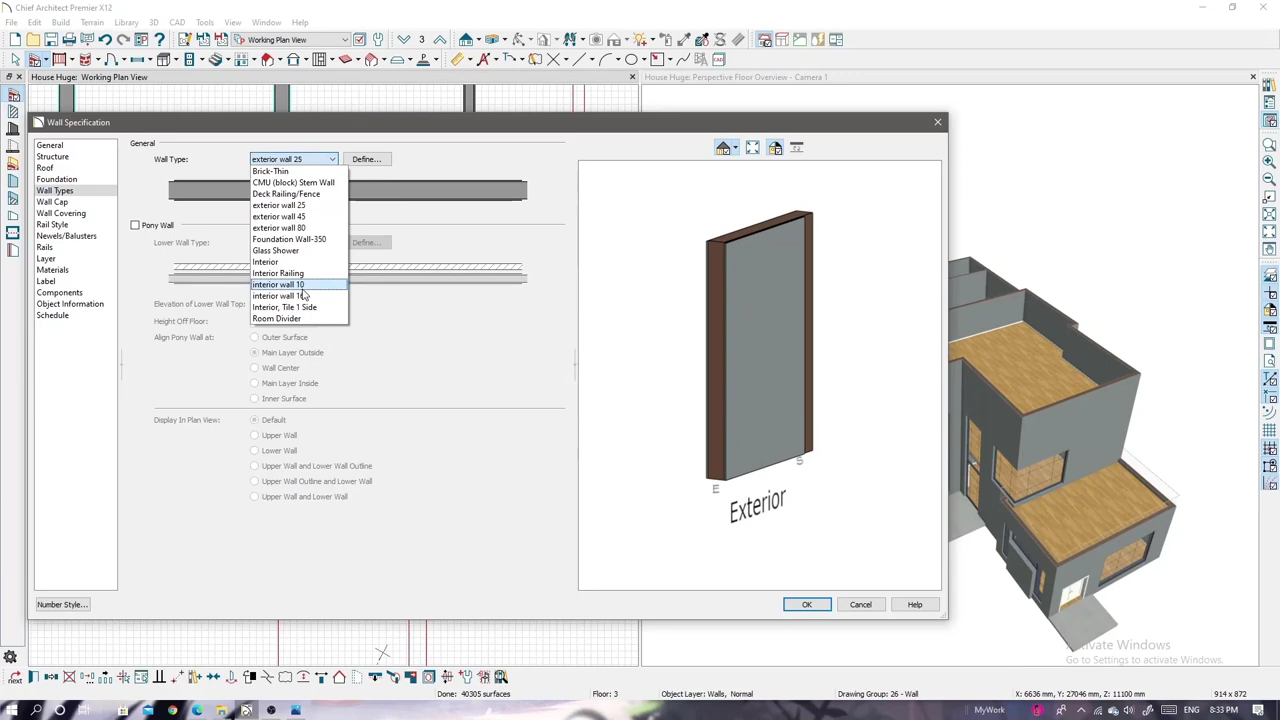 Chief Architect Premier X12
File Edit Build Terrain Library 3D CAD Tools View Window Help
Working Plan View
3
House Huge: Working Plan View
House Huge: Perspective Floor Overview - Camera 1
Wall Specification
General
Structure
Roof
Foundation
Wall Types
Wall Cap
Wall Covering
Rail Style
Newels/Balusters
Rails
Layer
Materials
Label
Components
Object Information
Schedule
Number Style...
General
Wall Type:
exterior wall 25
Define...
Brick-Thin
CMU (block) Stem Wall
Deck Railing/Fence
exterior wall 25
exterior wall 45
exterior wall 80
Foundation Wall-350
Glass Shower
Interior
Interior Railing
interior wall 10
interior wall
Interior, Tile 1 Side
Room Divider
Pony Wall
Lower Wall Type:
Define...
Elevation of Lower Wall Top:
Height Off Floor:
Align Pony Wall at:
Outer Surface
Main Layer Outside
Wall Center
Main Layer Inside
Inner Surface
Display In Plan View:
Default
Upper Wall
Lower Wall
Upper Wall and Lower Wall Outline
Upper Wall Outline and Lower Wall
Upper Wall and Lower Wall
E
S
Exterior
OK
Cancel
Help
Activate Windows
Go to Settings to activate Windows.
next
Done: 40305 surfaces
Floor: 3
Object Layer: Walls, Normal
Drawing Group: 26 - Wall
X: 6636 mm, Y: 27046 mm, Z: 11100 mm
914 x 872
MyWork
ENG
8:33 PM